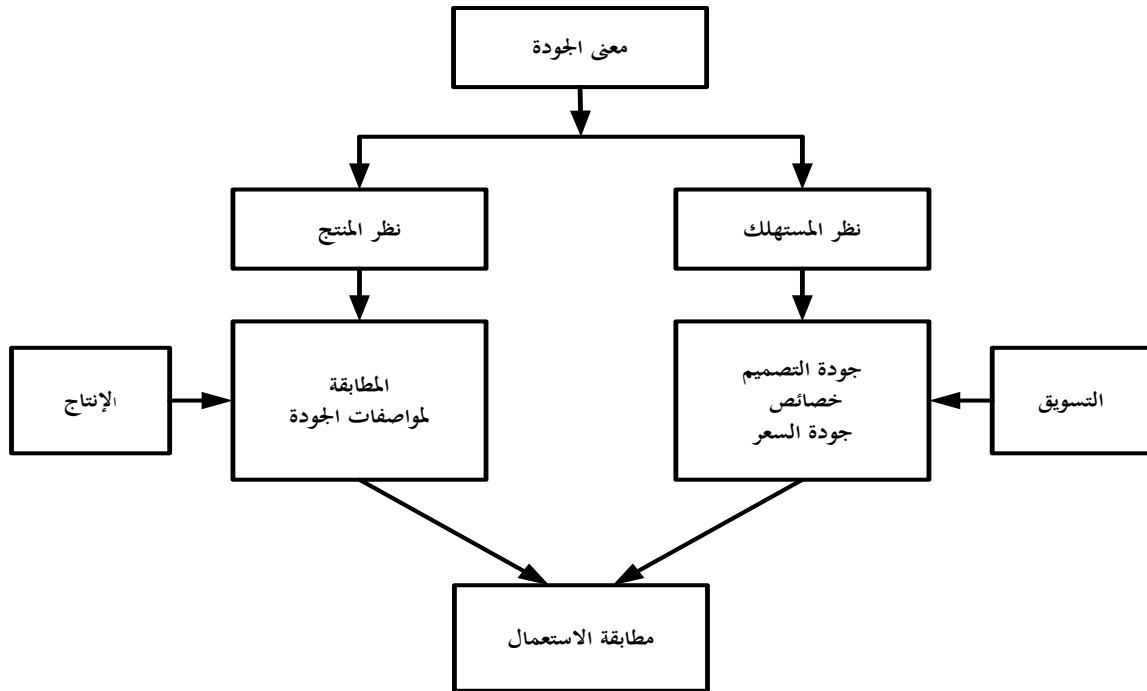 معنى الجودة
نظر المستهلك
نظر المنتج
جودة التصميم
خصائص
جودة السعر
التسويق
المطابقة
لمواصفات الجودة
الإنتاج
مطابقة الاستعمال